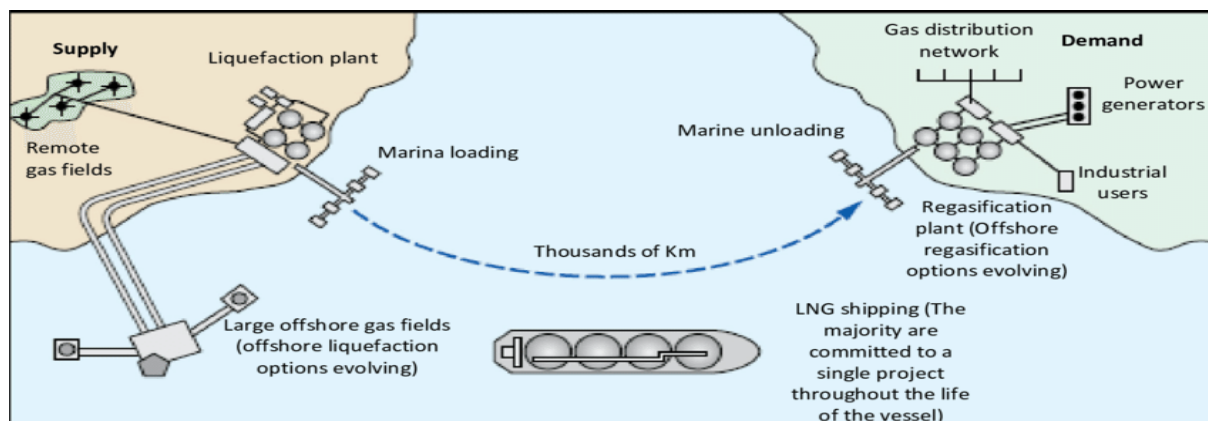 Supply
Liquefaction plant
Remote
gas fields
Marina loading
Large offshore gas fields
(offshore liquefaction
options evolving)
Thousands of Km
LNG shipping (The
majority are
committed to a
single project
throughout the life
of the vessel)
Gas distribution
network
Demand
Power
generators
Marine unloading
Industrial
users
Regasification
plant (Offshore
regasification
options evolving)